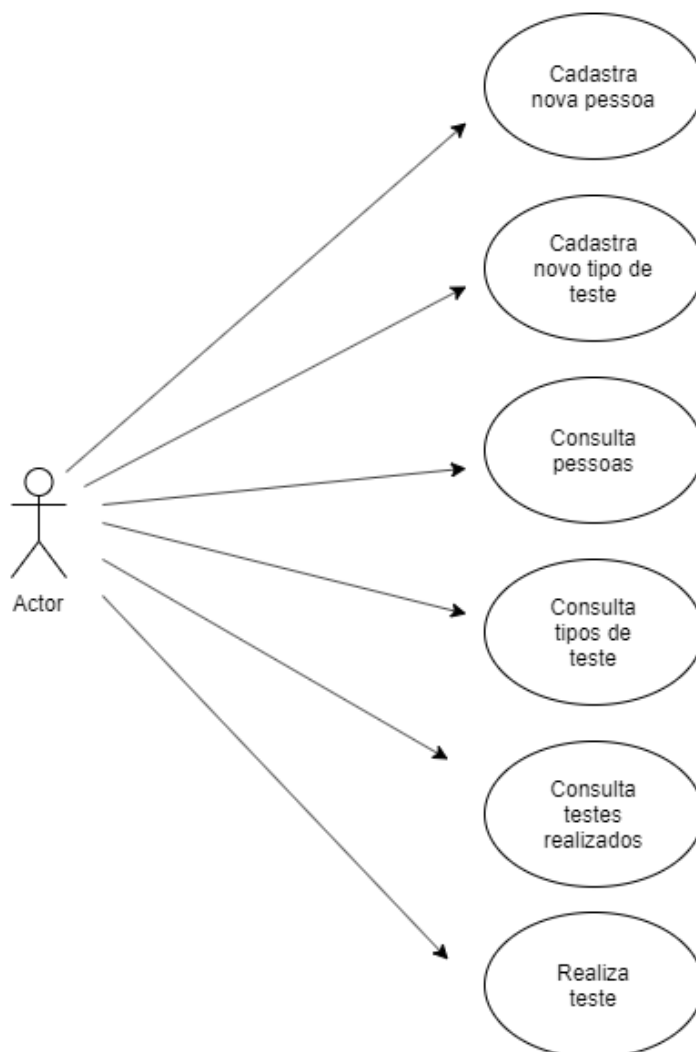 Cadastra
nova pessoa
Cadastra
novo tipo de
teste
Consulta
pessoas
Actor
Consulta
tipos de
teste
Consulta
testes
realizados
Realiza
teste